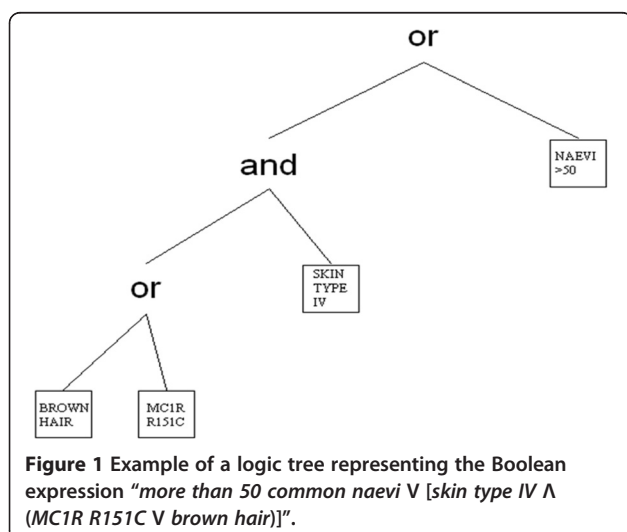 or
and
NAEVI
>50
or
SKIN
TYPE
IV
BROWN
HAIR
MC1R
R151C
Figure 1 Example of a logic tree representing the Boolean
expression “more than 50 common naevi V [skin type IV Λ
(MC1R R151C V brown hair)]”.